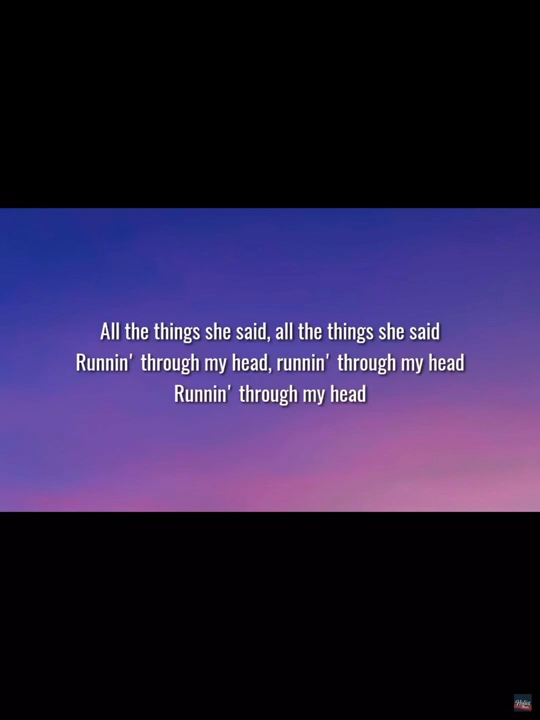 All the things she said, all the things she said
Runnin' through my head, runnin' through my head
Runnin' through my head